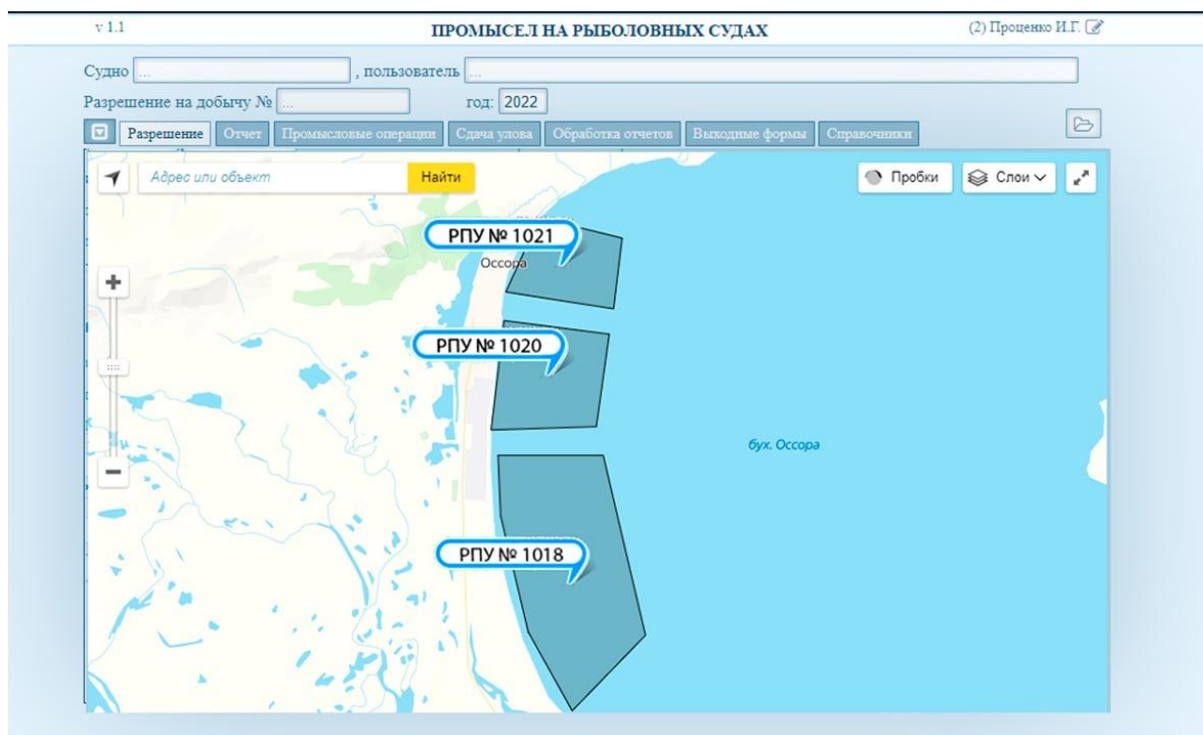 v 1.1
ПРОМЫСЕЛ НА РЫБОЛОВНЫХ СУДАХ
(2) Проценко И.Г.
Судно ... , пользователь ...
Разрешение на добычу № ... год: 2022
Разрешение Отчет Промысловые операции Сдача улова Обработка отчетов Выходные формы Справочники
Адрес или объект Найти Пробки Слои
РПУ № 1021
Оссора
РПУ № 1020
бух. Оссора
РПУ № 1018